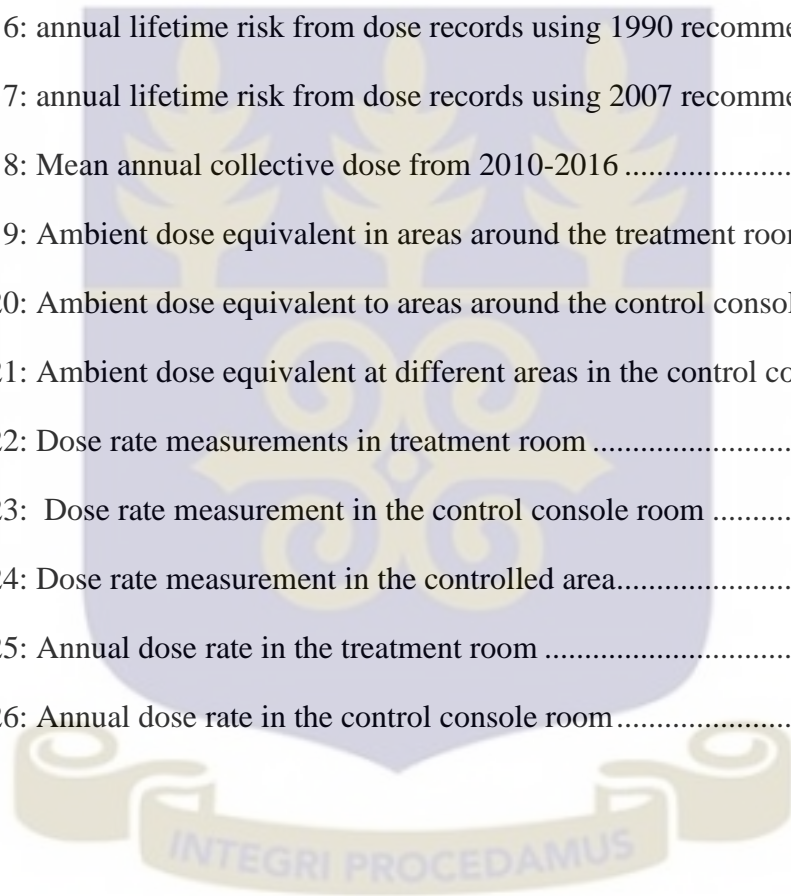 6: annual lifetime risk from dose records using 1990 recomme
7: annual lifetime risk from dose records using 2007 recomme
8: Mean annual collective dose from 2010-2016 .....................
9: Ambient dose equivalent in areas around the treatment roo
20: Ambient dose equivalent to areas around the control conso
21: Ambient dose equivalent at different areas in the control co
22: Dose rate measurements in treatment room .........................
23: Dose rate measurement in the control console room ..........
24: Dose rate measurement in the controlled area......................
25: Annual dose rate in the treatment room ...............................
26: Annual dose rate in the control console room......................
INTEGRI PROCEDAMUS